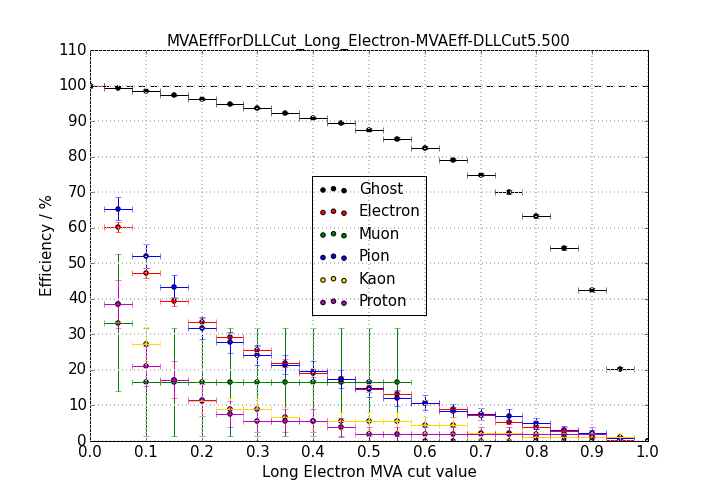 MVAEffForDLLCut_Long_Electron-MVAEff-DLLCut5.500
110
100
90
80
70
60
50
40
30
20
10
0
Efficiency / %
Ghost
Electron
Muon
Pion
Kaon
Proton
0.0 0.1 0.2 0.3 0.4 0.5 0.6 0.7 0.8 0.9 1.0
Long Electron MVA cut value